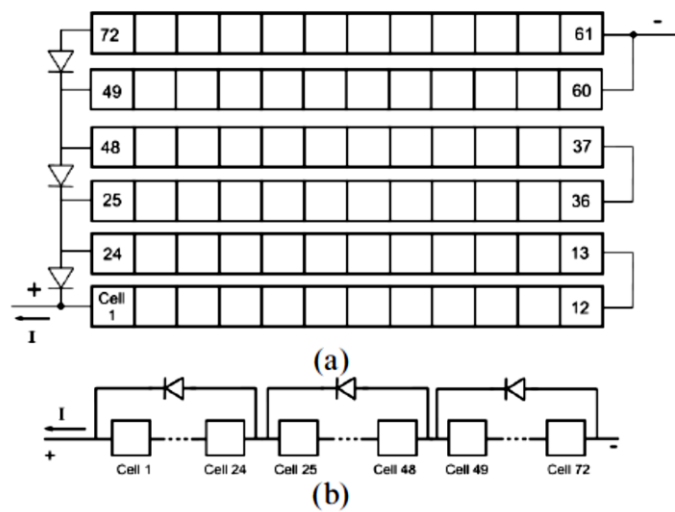 72 61 -
49 60
48 37
25 36
24 13
+
Cell
1 12
I
(a)
I
+ -
Cell 1 Cell 24 Cell 25 Cell 48 Cell 49 Cell 72
(b)